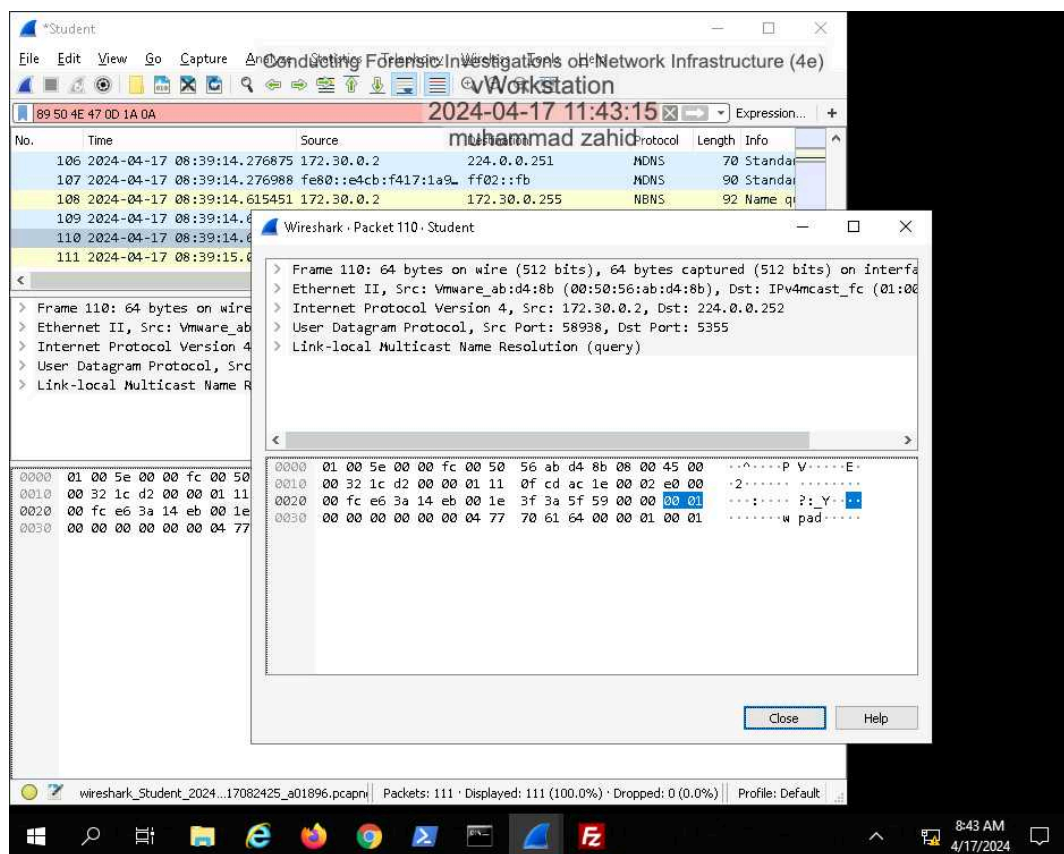 *Student
File Edit View Go Capture Analyze Statistics Telephony Wireless Tools Help
Conducting Forensic Investigations on Network Infrastructure (4e)
vWorkstation
2024-04-17 11:43:15
muhammad zahid
89 50 4E 47 0D 1A 0A
Expression... +
No. Time Source Destination Protocol Length Info
106 2024-04-17 08:39:14.276875 172.30.0.2 224.0.0.251 MDNS 70 Standar
107 2024-04-17 08:39:14.276988 fe80::e4cb:f417:1a9… ff02::fb MDNS 90 Standar
108 2024-04-17 08:39:14.615451 172.30.0.2 172.30.0.255 NBNS 92 Name q
109 2024-04-17 08:39:14.6
110 2024-04-17 08:39:14.6
111 2024-04-17 08:39:15.0
Frame 110: 64 bytes on wire
Ethernet II, Src: Vmware_ab
Internet Protocol Version 4
User Datagram Protocol, Src
Link-local Multicast Name R
0000 01 00 5e 00 00 fc 00 50
0010 00 32 1c d2 00 00 01 11
0020 00 fc e6 3a 14 eb 00 1e
0030 00 00 00 00 00 00 04 77
Wireshark · Packet 110 · Student
Frame 110: 64 bytes on wire (512 bits), 64 bytes captured (512 bits) on interfa
Ethernet II, Src: Vmware_ab:d4:8b (00:50:56:ab:d4:8b), Dst: IPv4mcast_fc (01:00
Internet Protocol Version 4, Src: 172.30.0.2, Dst: 224.0.0.252
User Datagram Protocol, Src Port: 58938, Dst Port: 5355
Link-local Multicast Name Resolution (query)
0000 01 00 5e 00 00 fc 00 50 56 ab d4 8b 08 00 45 00 ··^····P V·····E·
0010 00 32 1c d2 00 00 01 11 0f cd ac 1e 00 02 e0 00 ·2······ ········
0020 00 fc e6 3a 14 eb 00 1e 3f 3a 5f 59 00 00 00 01 ···:···· ?:_Y····
0030 00 00 00 00 00 00 04 77 70 61 64 00 00 01 00 01 ·······w pad·····
Close Help
wireshark_Student_2024...17082425_a01896.pcapn Packets: 111 · Displayed: 111 (100.0%) · Dropped: 0 (0.0%) Profile: Default
8:43 AM
4/17/2024